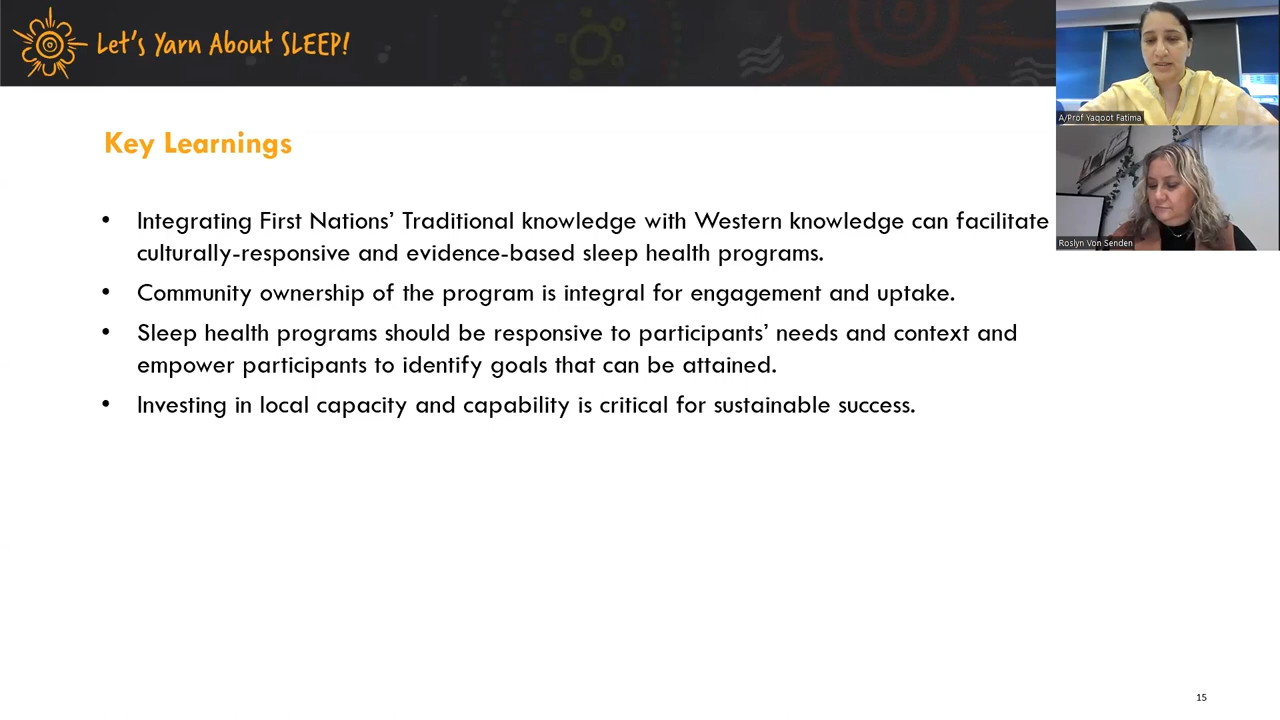 Let's Yarn About SLEEP!
A/Prof Yaqoot Fatima
Roslyn Von Senden
Key Learnings
• Integrating First Nations’ Traditional knowledge with Western knowledge can facilitate
culturally-responsive and evidence-based sleep health programs.
• Community ownership of the program is integral for engagement and uptake.
• Sleep health programs should be responsive to participants’ needs and context and
empower participants to identify goals that can be attained.
• Investing in local capacity and capability is critical for sustainable success.
15